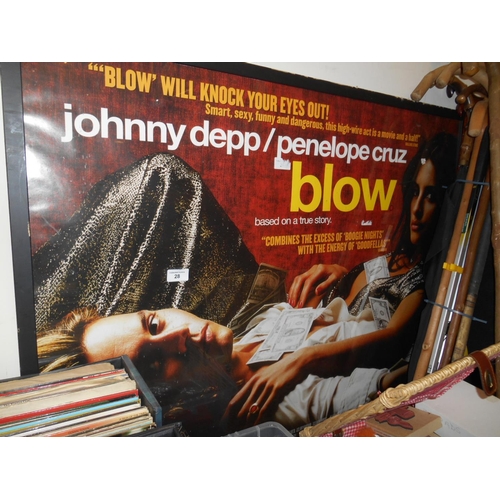 "'BLOW' WILL KNOCK YOUR EYES OUT!
Smart, sexy, funny and dangerous, this high-wire act is a movie and a half!"
johnny depp/penelope cruz
blow
based on a true story.
"COMBINES THE EXCESS OF 'BOOGIE NIGHTS'
WITH THE ENERGY OF 'GOODFELLAS'
28